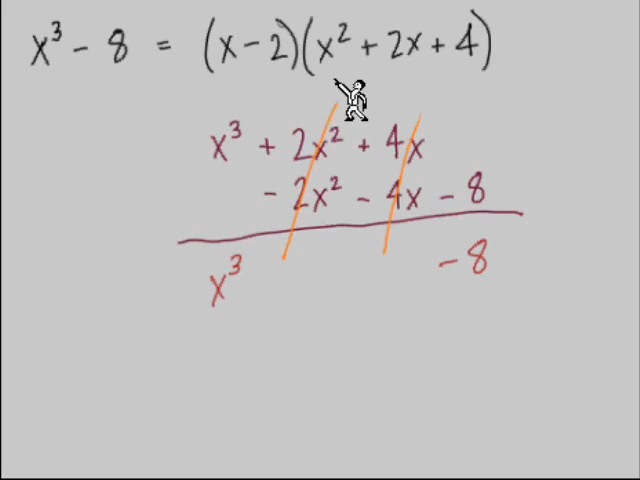 x³ - 8 = (x - 2)(x² + 2x + 4)
x³ + 2x² + 4x
- 2x² - 4x - 8
x³ - 8